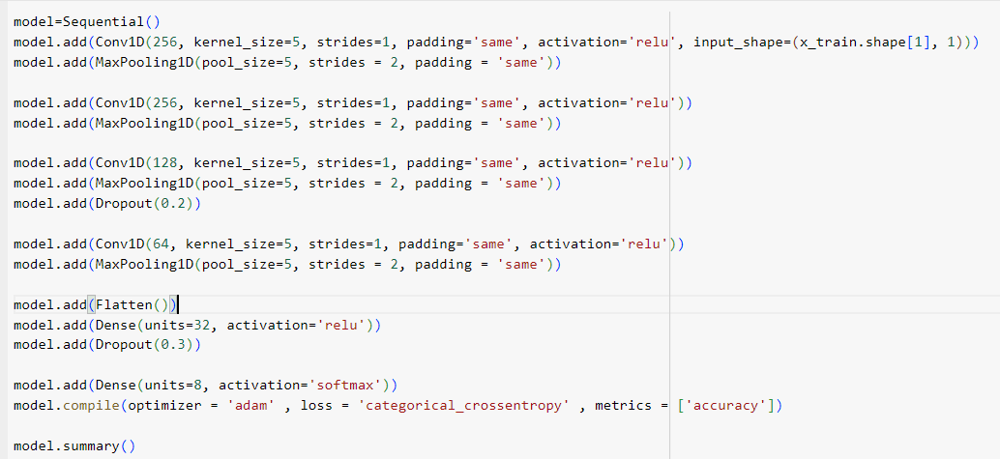 model=Sequential()
model.add(Conv1D(256, kernel_size=5, strides=1, padding='same', activation='relu', input_shape=(x_train.shape[1], 1)))
model.add(MaxPooling1D(pool_size=5, strides = 2, padding = 'same'))
model.add(Conv1D(256, kernel_size=5, strides=1, padding='same', activation='relu'))
model.add(MaxPooling1D(pool_size=5, strides = 2, padding = 'same'))
model.add(Conv1D(128, kernel_size=5, strides=1, padding='same', activation='relu'))
model.add(MaxPooling1D(pool_size=5, strides = 2, padding = 'same'))
model.add(Dropout(0.2))
model.add(Conv1D(64, kernel_size=5, strides=1, padding='same', activation='relu'))
model.add(MaxPooling1D(pool_size=5, strides = 2, padding = 'same'))
model.add(Flatten())
model.add(Dense(units=32, activation='relu'))
model.add(Dropout(0.3))
model.add(Dense(units=8, activation='softmax'))
model.compile(optimizer = 'adam' , loss = 'categorical_crossentropy' , metrics = ['accuracy'])
model.summary()